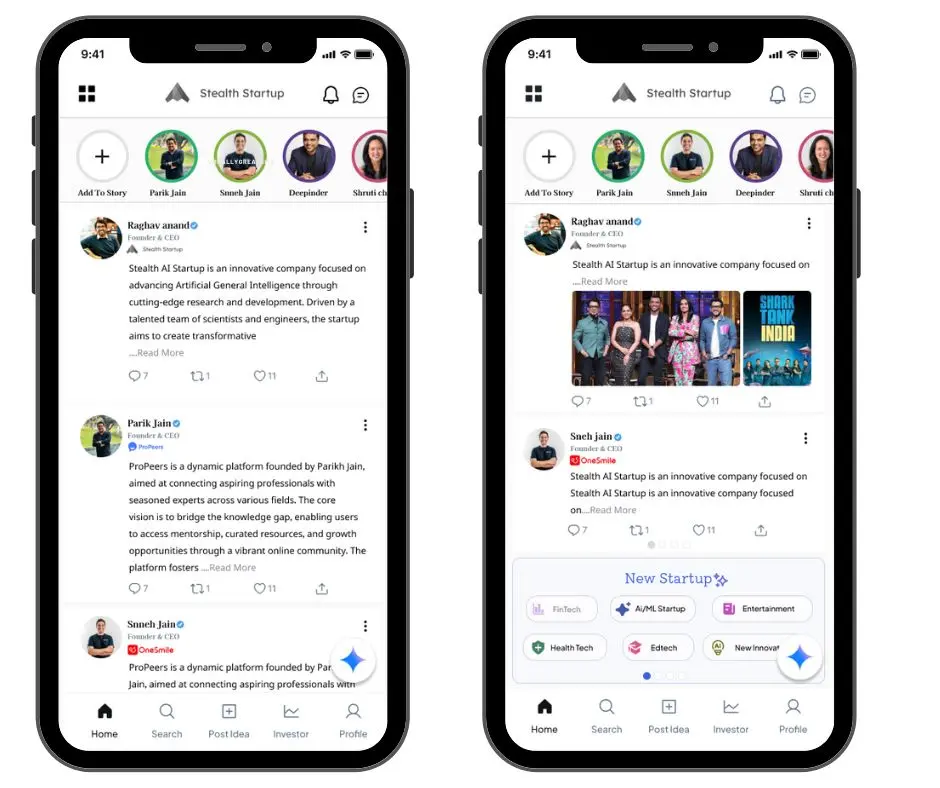 9:41
Stealth Startup
Add To Story
Parik Jain
Snneh Jain
Deepinder
Shruti ch
Raghav anand
Founder & CEO
Stealth Startup
Stealth AI Startup is an innovative company focused on
advancing Artificial General Intelligence through
cutting-edge research and development. Driven by a
talented team of scientists and engineers, the startup
aims to create transformative
....Read More
7
1
11
Parik Jain
Founder & CEO
ProPeers
ProPeers is a dynamic platform founded by Parikh Jain,
aimed at connecting aspiring professionals with
seasoned experts across various fields. The core
vision is to bridge the knowledge gap, enabling users
to access mentorship, curated resources, and growth
opportunities through a vibrant online community. The
platform fosters ....Read More
7
1
11
Snneh Jain
Founder & CEO
OneSmile
ProPeers is a dynamic platform founded by Par
Jain, aimed at connecting aspiring professionals with
Home
Search
Post Idea
Investor
Profile
9:41
Stealth Startup
Add To Story
Parik Jain
Snneh Jain
Deepinder
Shruti ch
Raghav anand
Founder & CEO
Stealth Startup
Stealth AI Startup is an innovative company focused on
....Read More
SHARK
TANK
INDIA
7
1
11
Sneh jain
Founder & CEO
OneSmile
Stealth AI Startup is an innovative company focused on
Stealth AI Startup is an innovative company focused
on....Read More
7
1
11
New Startup
FinTech
Ai/ML Startup
Entertainment
Health Tech
Edtech
AI
New Innovat
Home
Search
Post Idea
Investor
Profile